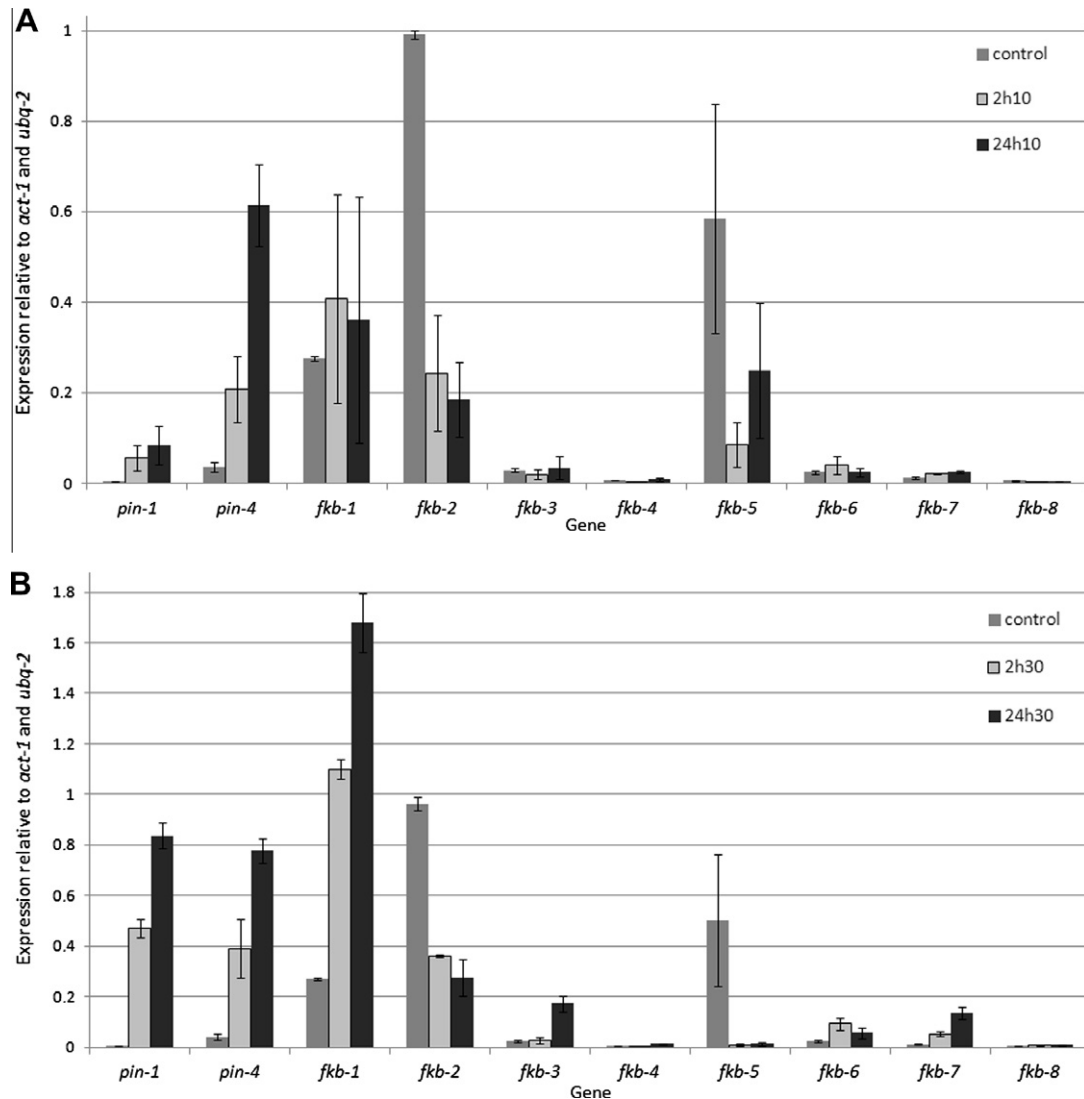 A
Expression relative to act-1 and ubq-2
1
0.8
0.6
0.4
0.2
0
control
2h10
24h10
pin-1 pin-4 fkb-1 fkb-2 fkb-3 fkb-4 fkb-5 fkb-6 fkb-7 fkb-8
Gene
B
Expression relative to act-1 and ubq-2
1.8
1.6
1.4
1.2
1
0.8
0.6
0.4
0.2
0
control
2h30
24h30
pin-1 pin-4 fkb-1 fkb-2 fkb-3 fkb-4 fkb-5 fkb-6 fkb-7 fkb-8
Gene